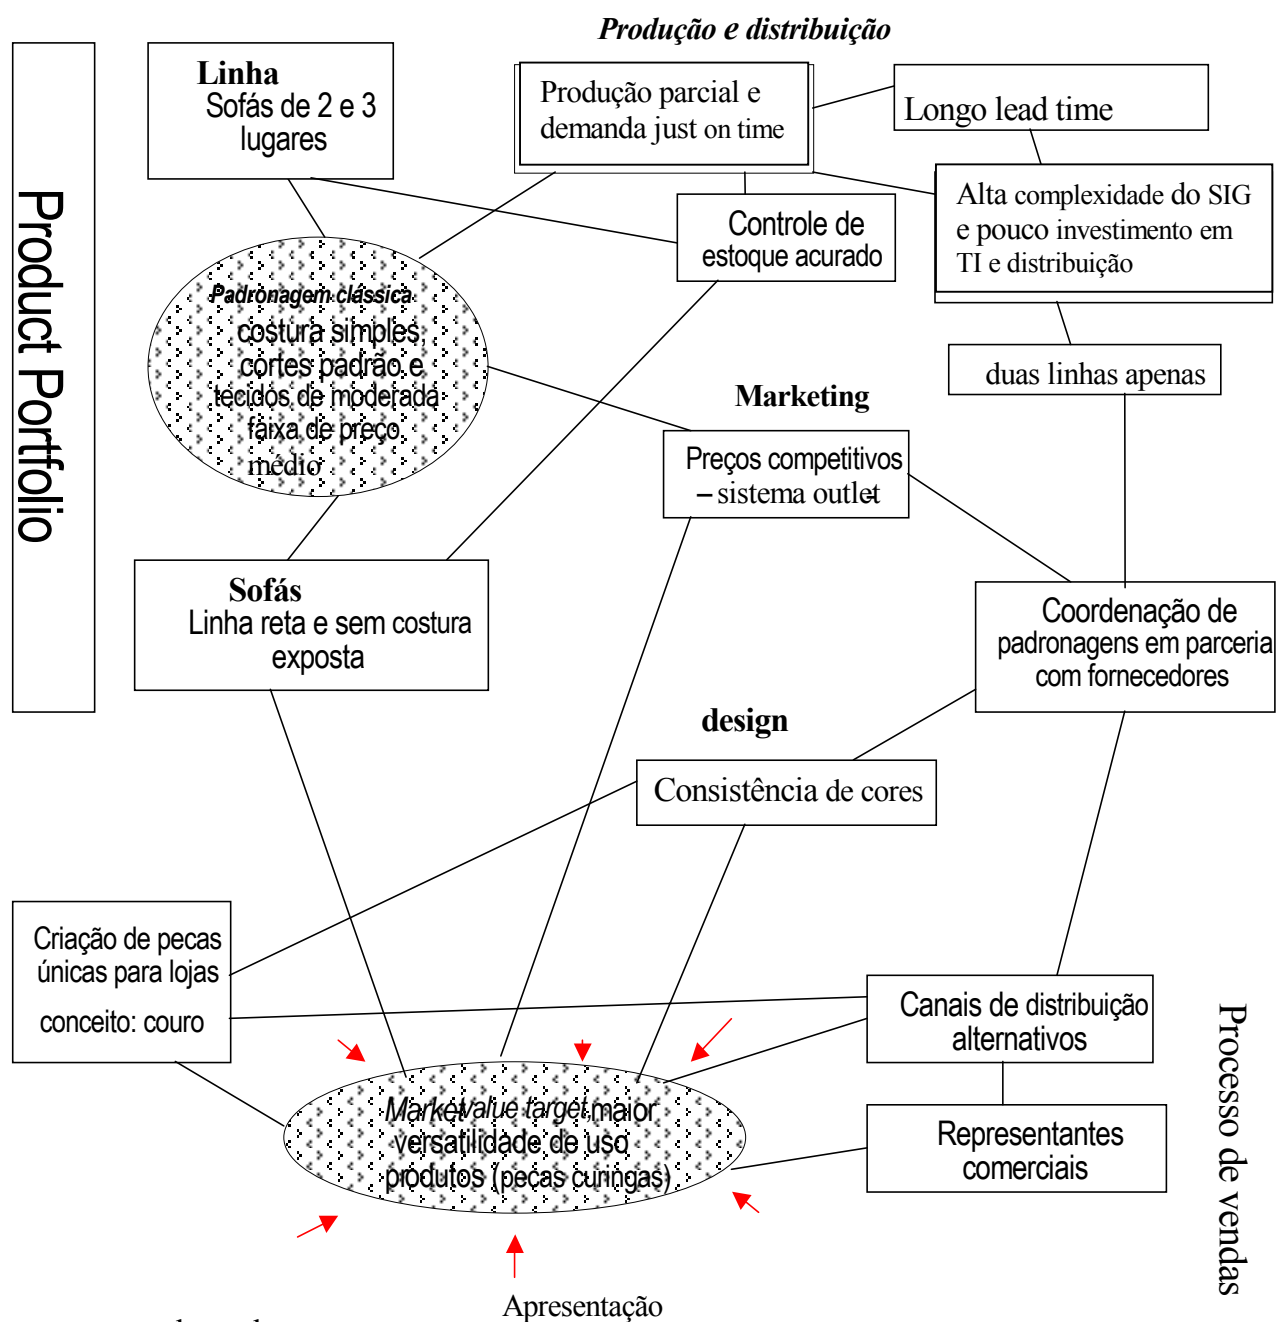 Produção e distribuição
Product Portfolio
Linha
Sofás de 2 e 3
lugares
Produção parcial e
demanda just on time
Longo lead time
Controle de
estoque acurado
Alta complexidade do SIG
e pouco investimento em
TI e distribuição
Padronagem clássica
costura simples,
cortes padrão e
tecidos de moderada
faixa de preço
médio
duas linhas apenas
Marketing
Preços competitivos
– sistema outlet
Sofás
Linha reta e sem costura
exposta
Coordenação de
padronagens em parceria
com fornecedores
design
Consistência de cores
Criação de pecas
únicas para lojas
conceito: couro
Canais de distribuição
alternativos
Processo de vendas
Market value target, maior
versatilidade de uso
produtos (peças curingas)
Representantes
comerciais
Apresentação